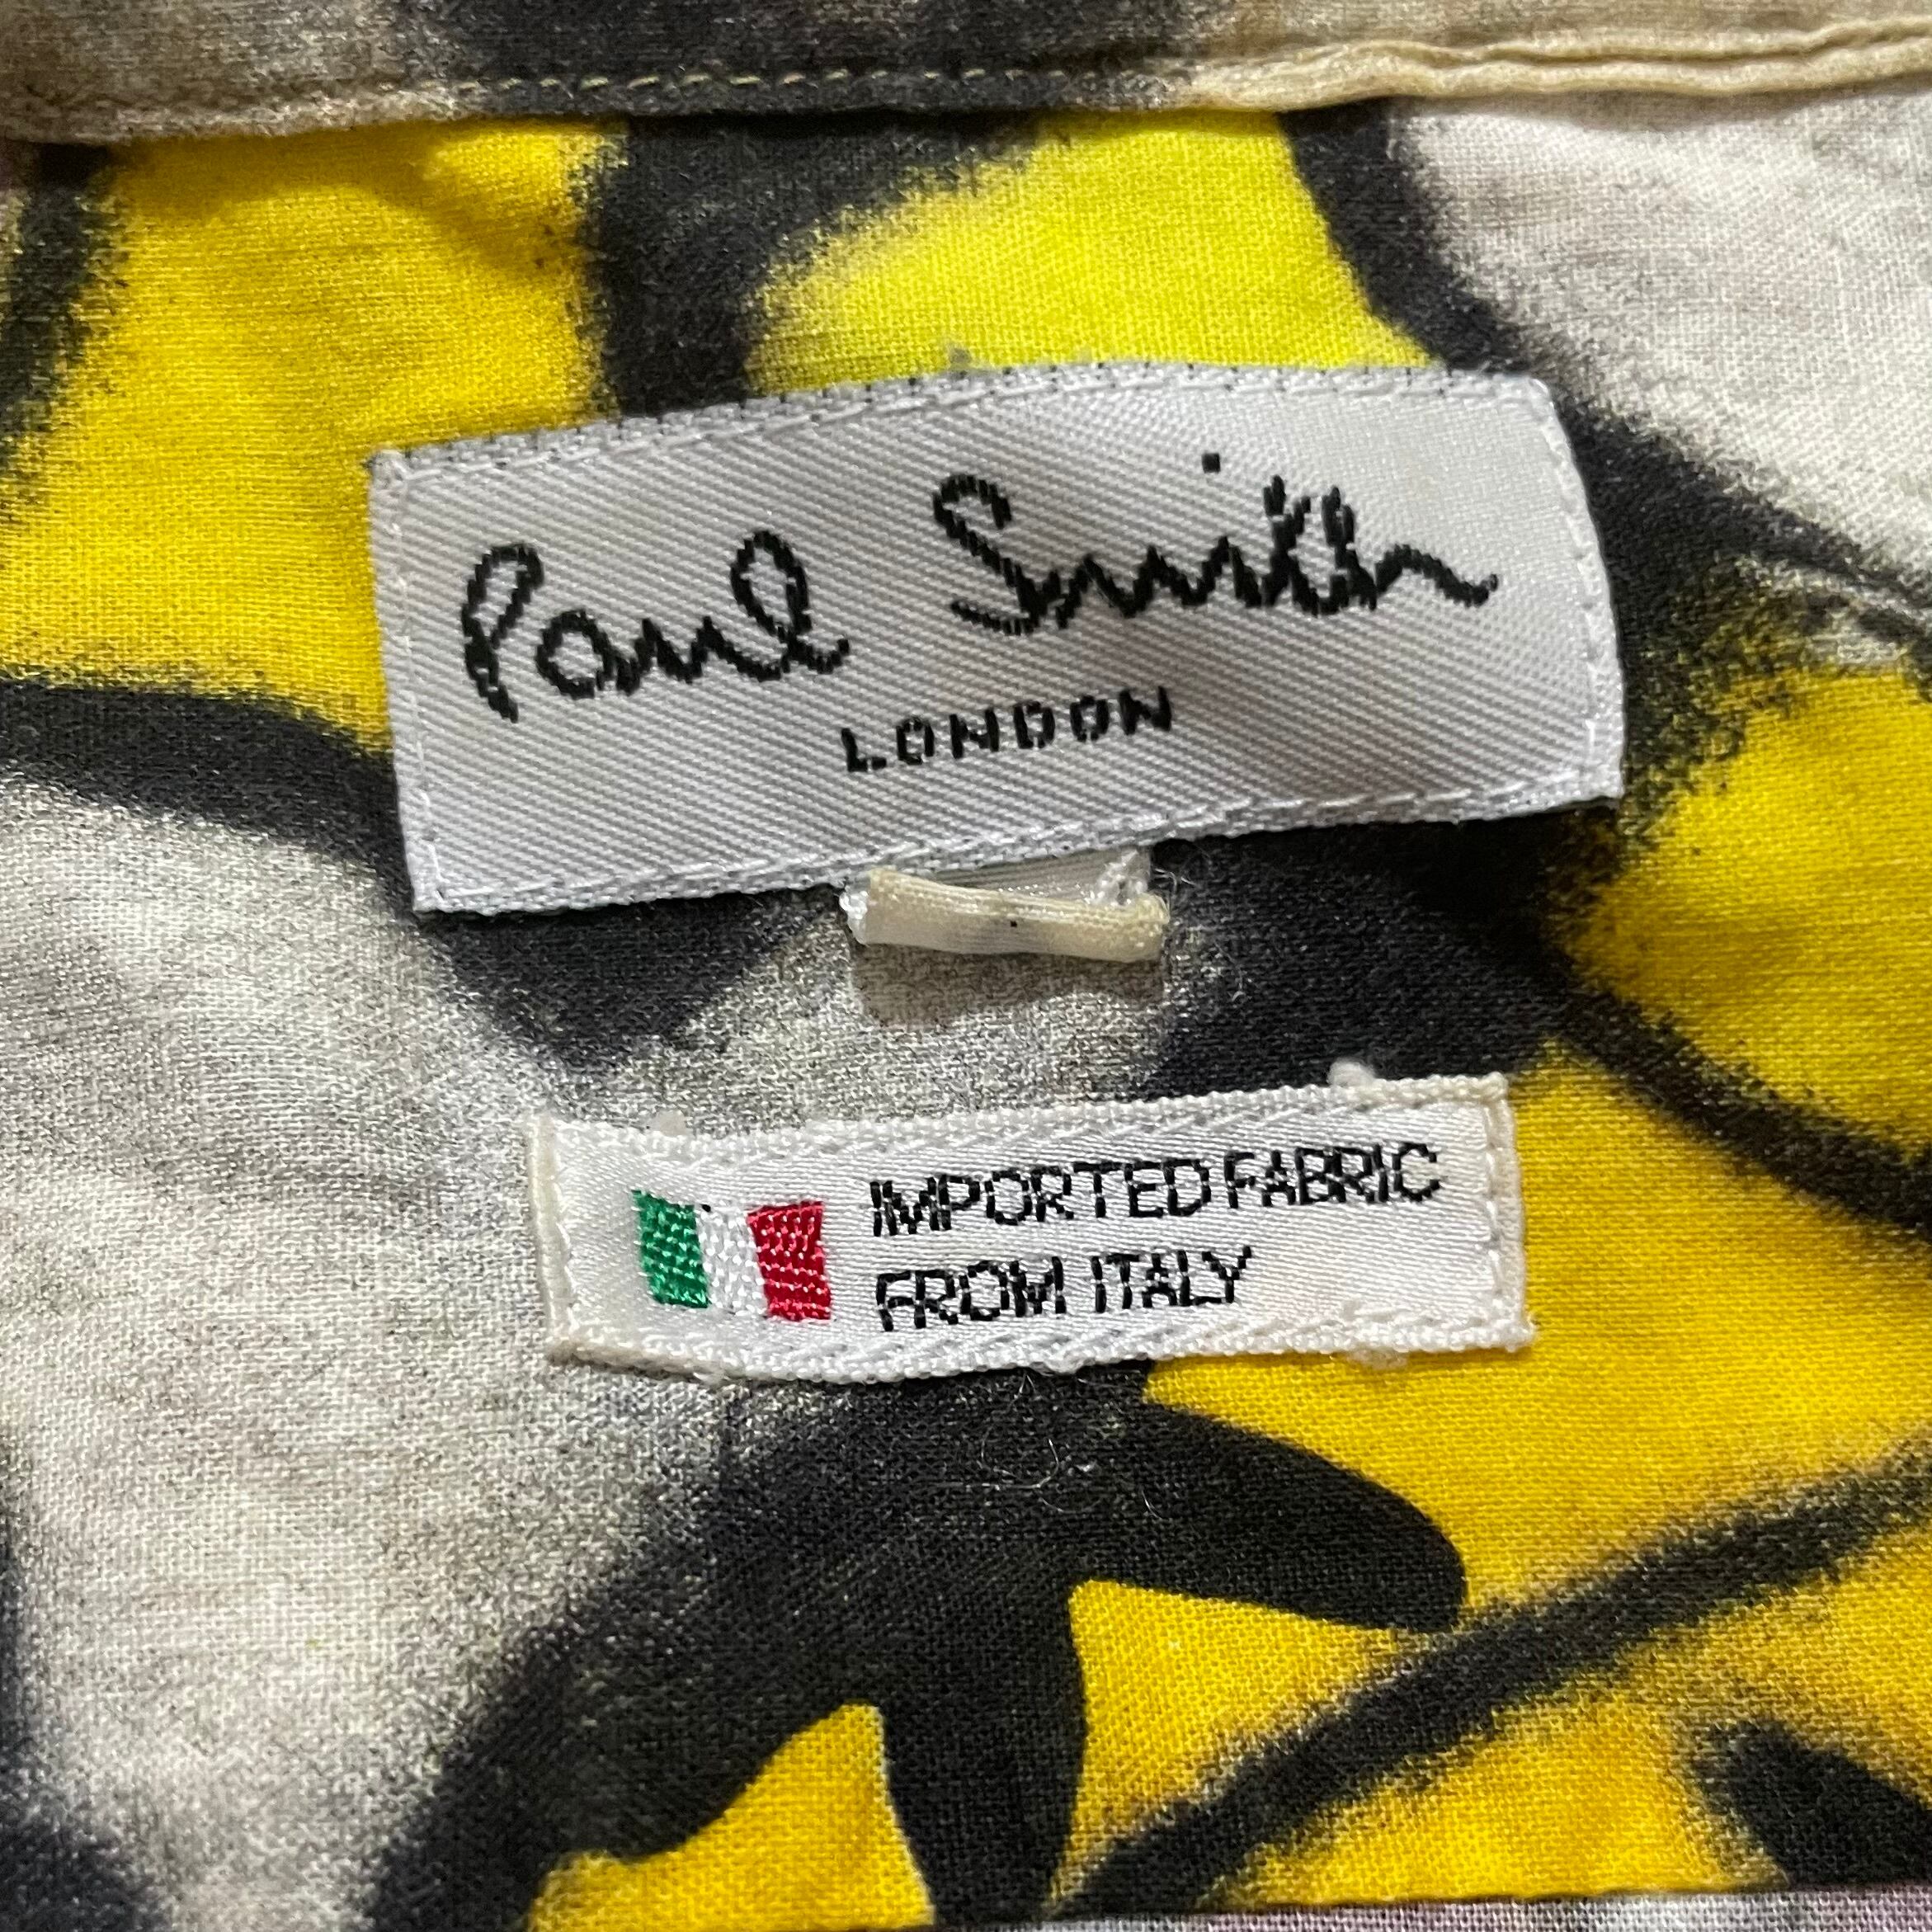 Paul Smith
LONDON
IMPORTED FABRIC
FROM ITALY